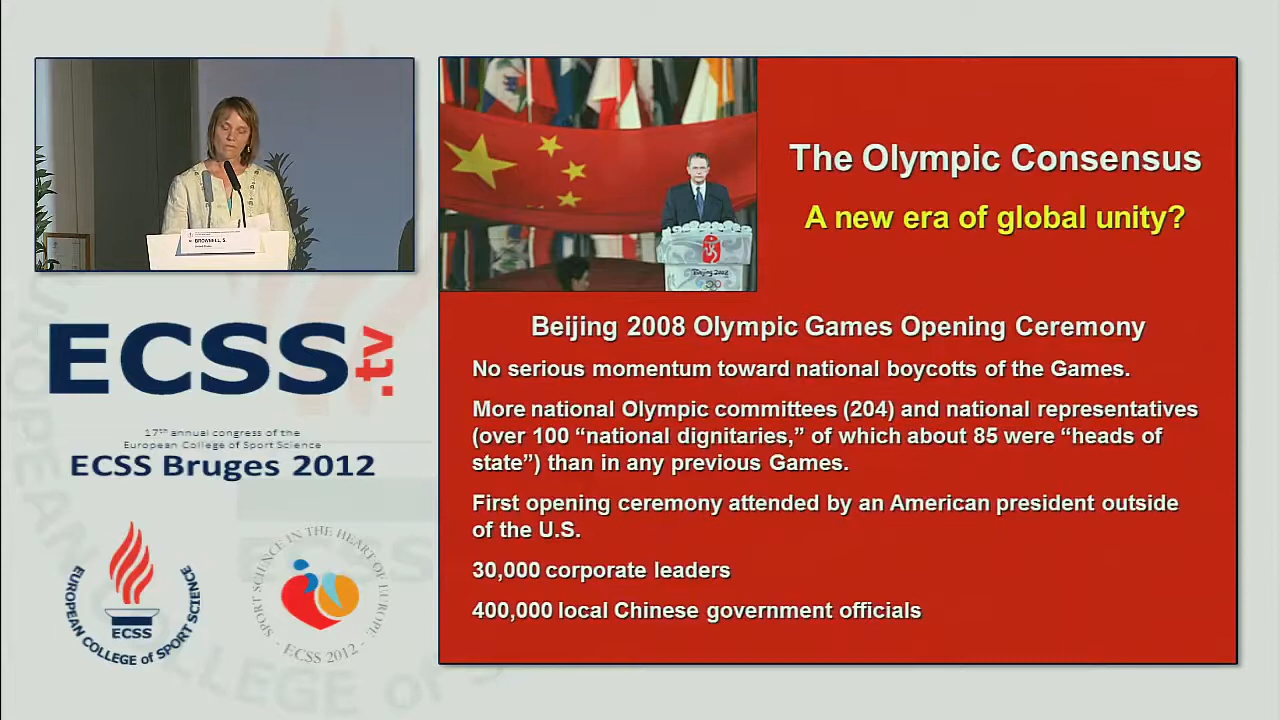 BROWNELL, S.
The Olympic Consensus
A new era of global unity?
Beijing 2008
Beijing 2008 Olympic Games Opening Ceremony
No serious momentum toward national boycotts of the Games.
More national Olympic committees (204) and national representatives
(over 100 “national dignitaries,” of which about 85 were “heads of
state”) than in any previous Games.
First opening ceremony attended by an American president outside
of the U.S.
30,000 corporate leaders
400,000 local Chinese government officials
ECSS.tv
17th annual congress of the
European College of Sport Science
ECSS Bruges 2012
EUROPEAN COLLEGE of SPORT SCIENCE
ECSS
SPORT SCIENCE IN THE HEART OF EUROPE
- ECSS 2012 -